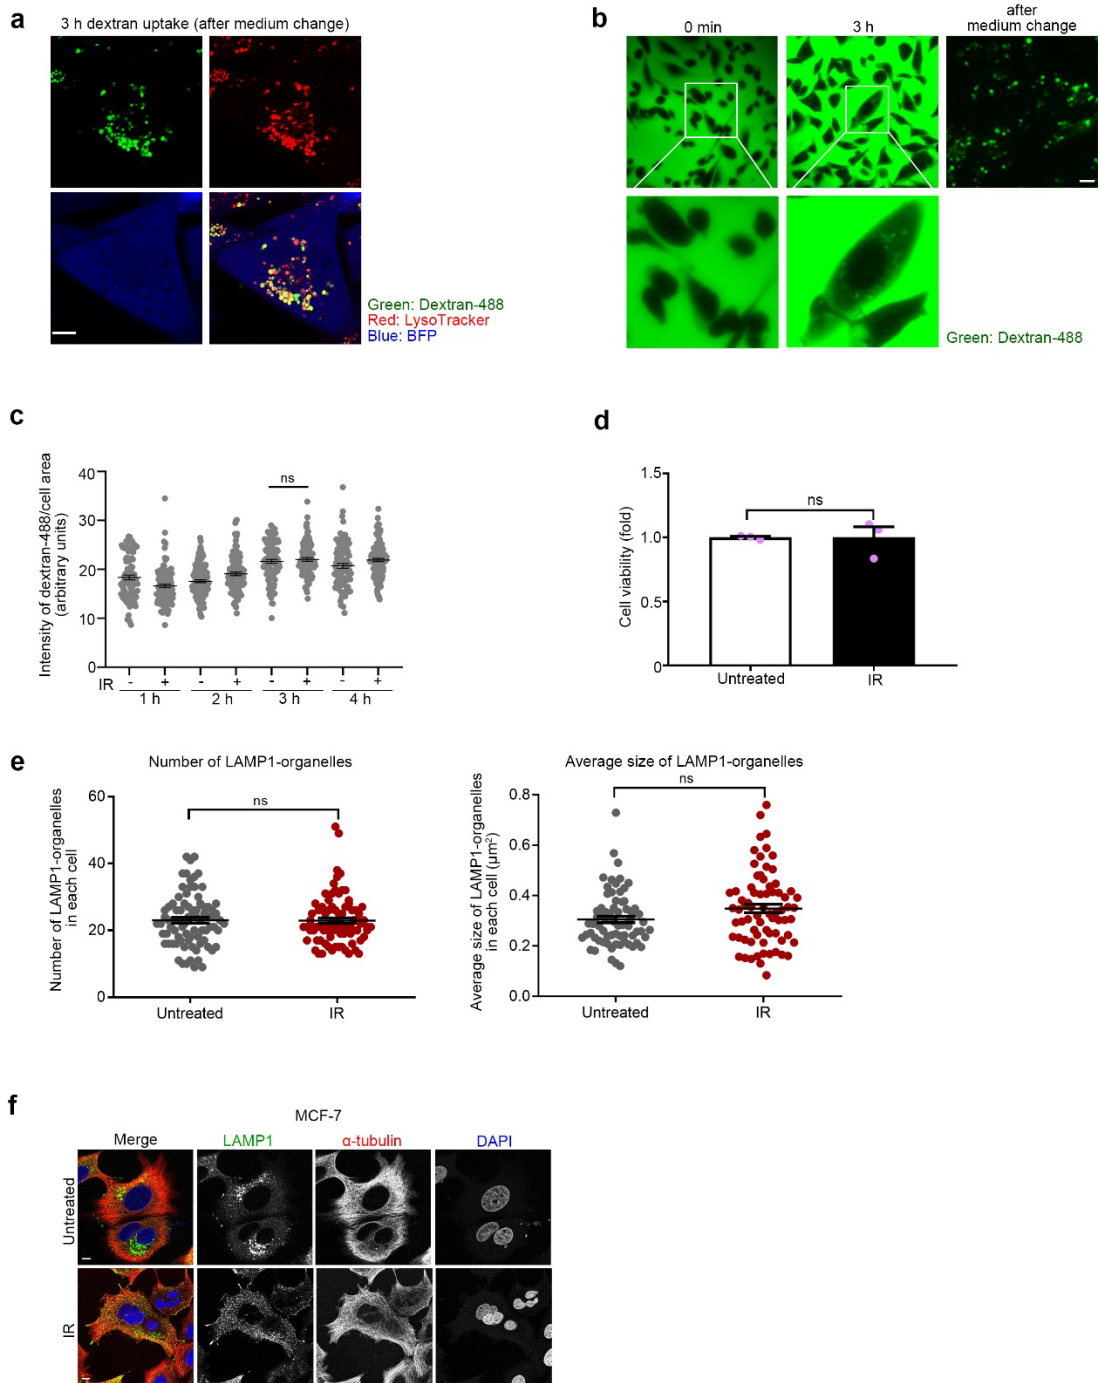 a
3 h dextran uptake (after medium change)
Green: Dextran-488
Red: LysoTracker
Blue: BFP
b
0 min
3 h
after
medium change
Green: Dextran-488
c
Intensity of dextran-488/cell area
(arbitrary units)
40
30
20
10
0
ns
IR - + - + - + - +
1 h 2 h 3 h 4 h
d
Cell viability (fold)
1.5
1.0
0.5
0
ns
Untreated IR
e
Number of LAMP1-organelles
Number of LAMP1-organelles
in each cell
60
40
20
0
ns
Untreated IR
Average size of LAMP1-organelles
Average size of LAMP1-organelles
in each cell (µm²)
0.8
0.6
0.4
0.2
0.0
ns
Untreated IR
f
MCF-7
Merge LAMP1 α-tubulin DAPI
Untreated
IR